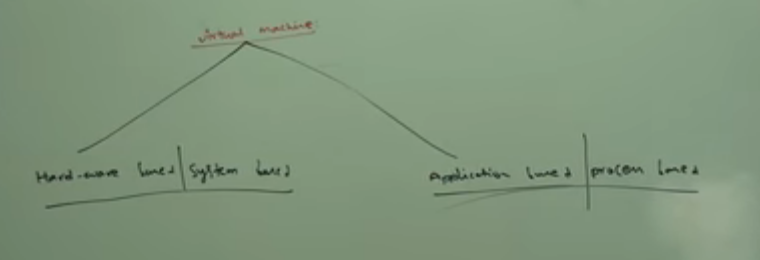 virtual machine
Hard-ware based | System based
Application based | process based